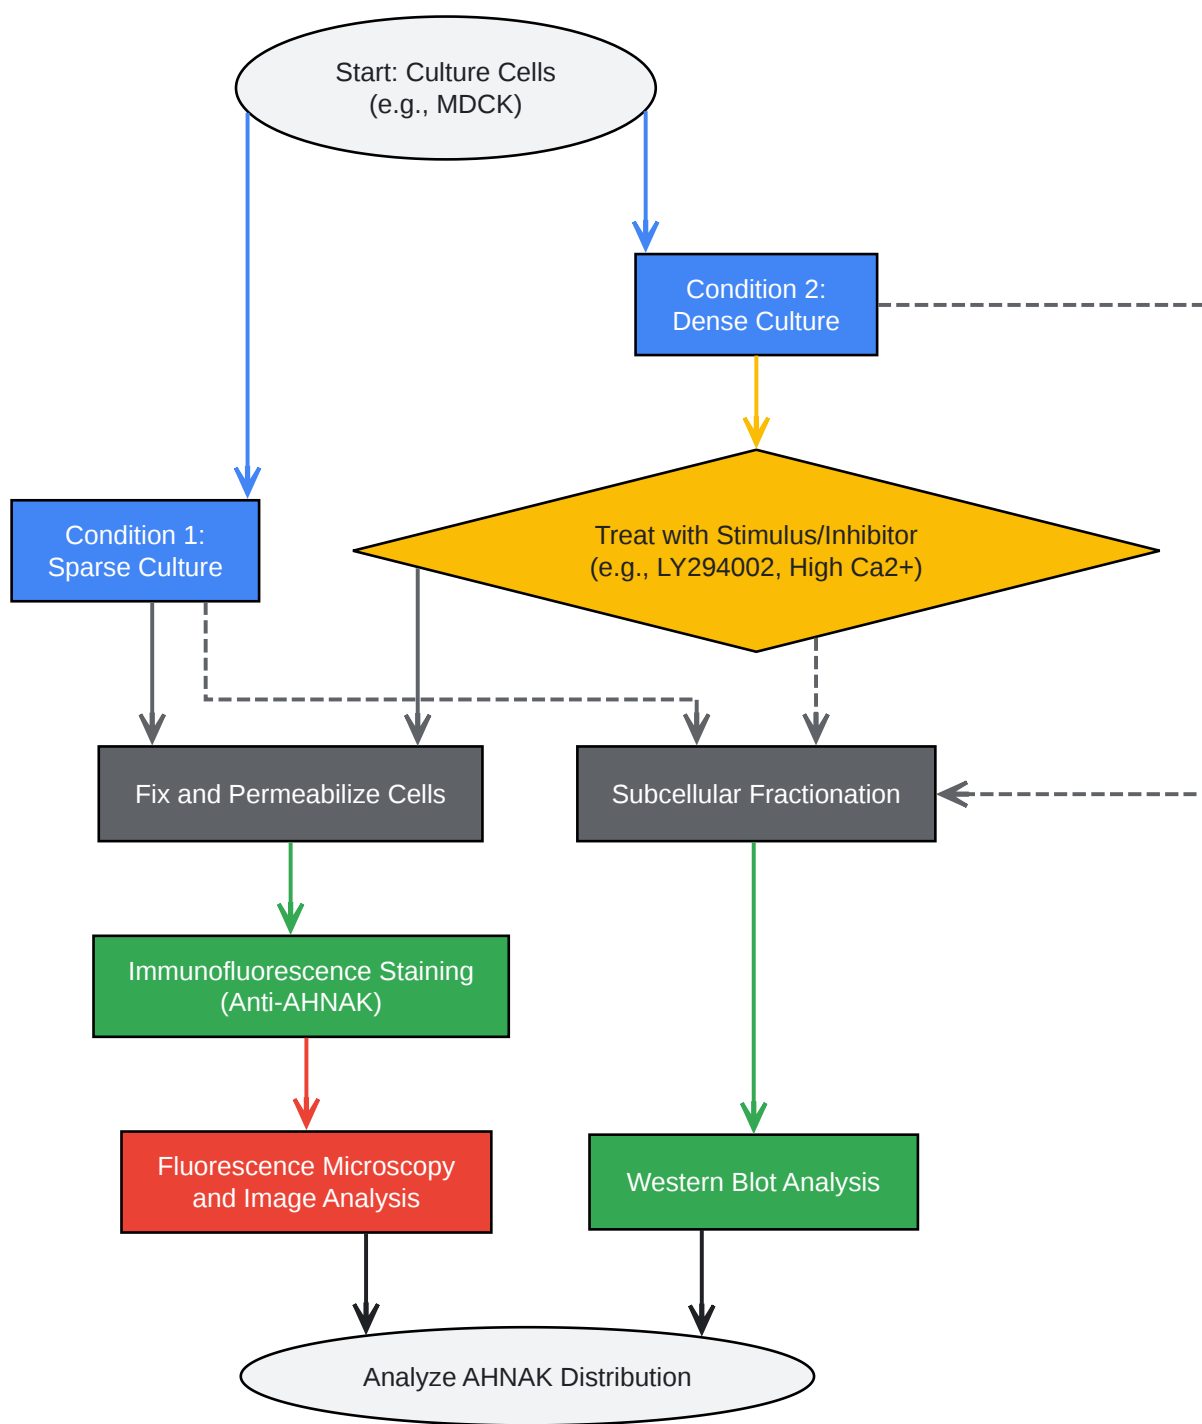 Start: Culture Cells
(e.g., MDCK)
Condition 2:
Dense Culture
Condition 1:
Sparse Culture
Treat with Stimulus/Inhibitor
(e.g., LY294002, High Ca2+)
Fix and Permeabilize Cells
Subcellular Fractionation
Immunofluorescence Staining
(Anti-AHNAK)
Fluorescence Microscopy
and Image Analysis
Western Blot Analysis
Analyze AHNAK Distribution